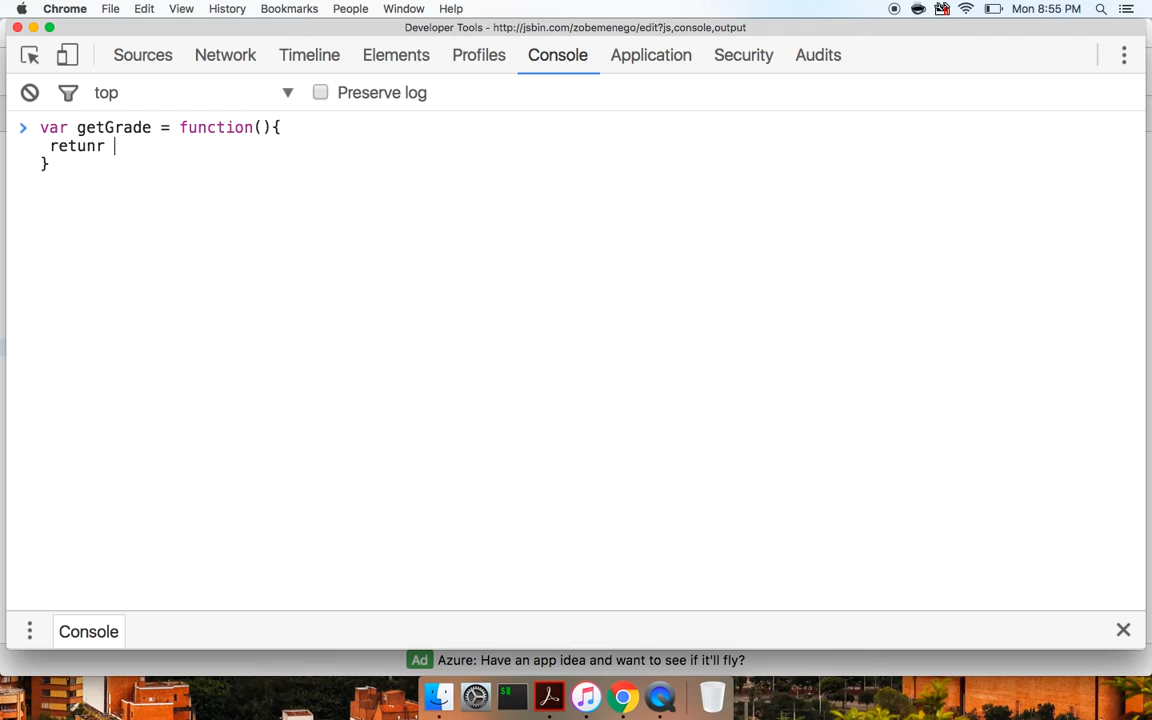 Chrome File Edit View History Bookmarks People Window Help Mon 8:55 PM
Developer Tools - http://jsbin.com/zobemenego/edit?js,console,output
Sources Network Timeline Elements Profiles Console Application Security Audits
top ▼ Preserve log
> var getGrade = function(){
retunr
}
Console
Ad Azure: Have an app idea and want to see if it'll fly?